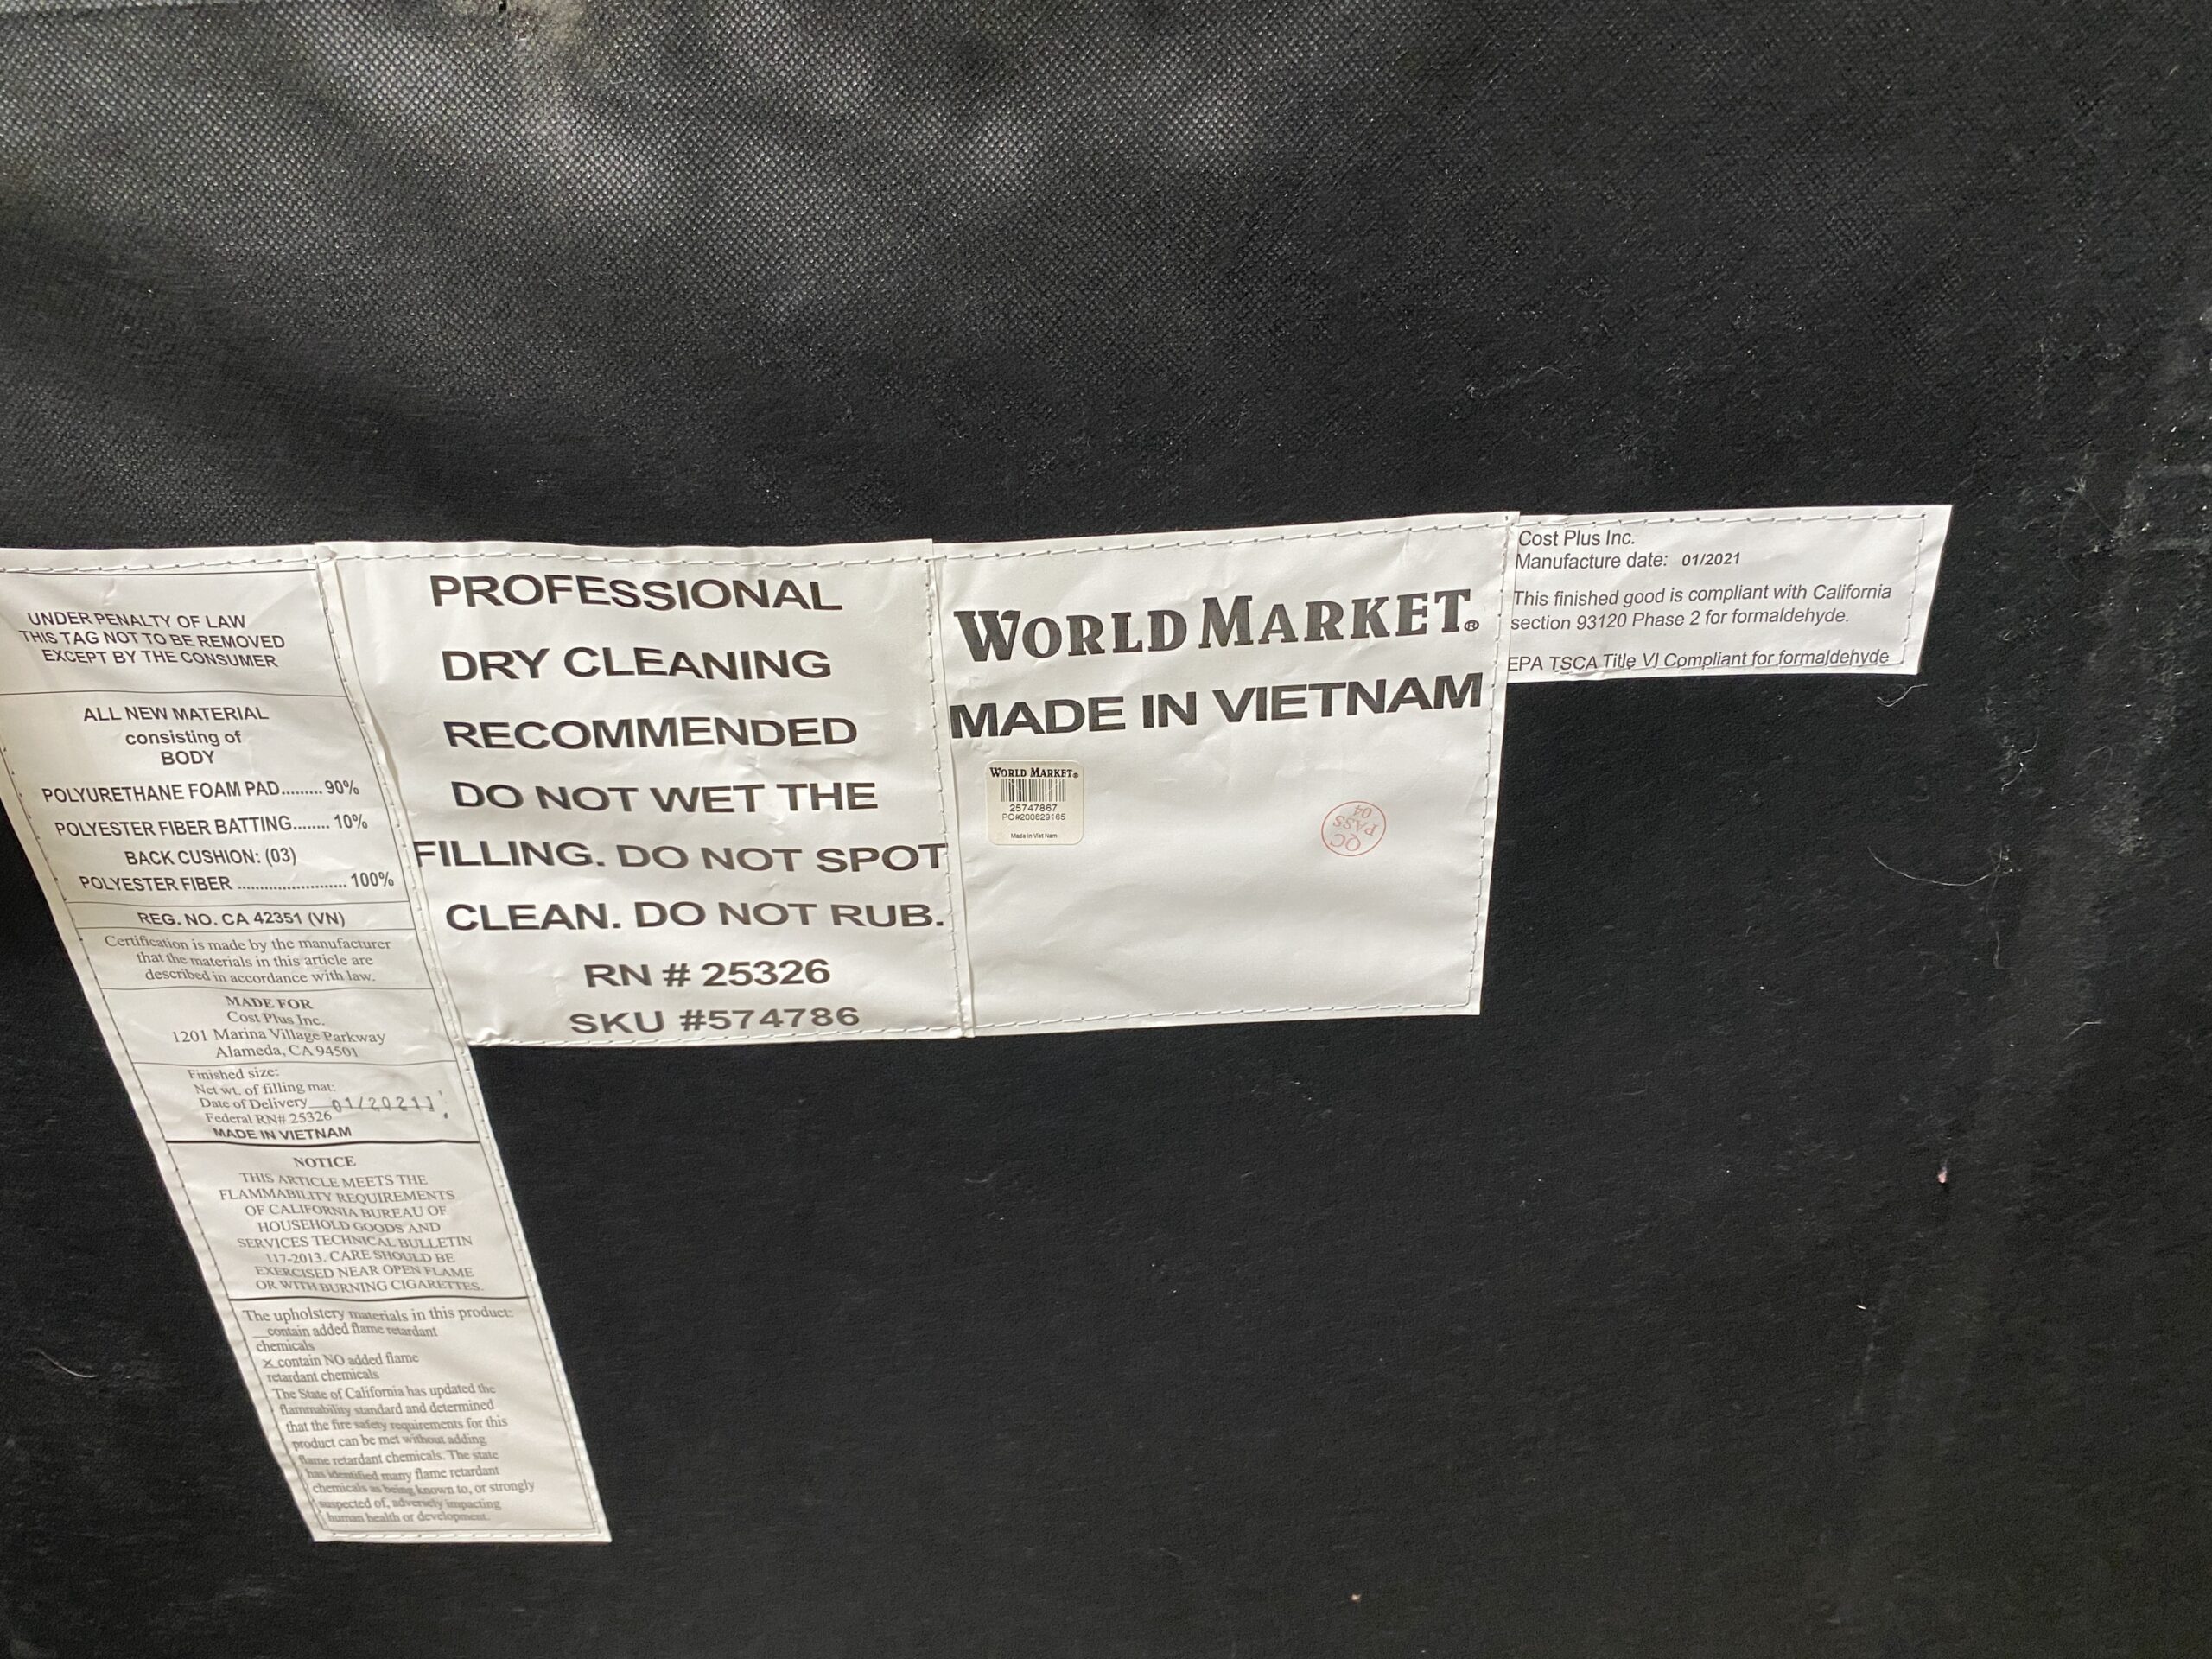 UNDER PENALTY OF LAW
THIS TAG NOT TO BE REMOVED
EXCEPT BY THE CONSUMER
ALL NEW MATERIAL
consisting of
BODY
POLYURETHANE FOAM PAD......... 90%
POLYESTER FIBER BATTING........ 10%
BACK CUSHION: (03)
POLYESTER FIBER ........................ 100%
REG. NO. CA 42351 (VN)
Certification is made by the manufacturer
that the materials in this article are
described in accordance with law.
MADE FOR
Cost Plus Inc.
1201 Marina Village Parkway
Alameda, CA 94501
Finished size:
Net wt. of filling mat:
Date of Delivery 01/2021
Federal RN# 25326
MADE IN VIETNAM
NOTICE
THIS ARTICLE MEETS THE
FLAMMABILITY REQUIREMENTS
OF CALIFORNIA BUREAU OF
HOUSEHOLD GOODS AND
SERVICES TECHNICAL BULLETIN
117-2013. CARE SHOULD BE
EXERCISED NEAR OPEN FLAME
OR WITH BURNING CIGARETTES.
The upholstery materials in this product:
__contain added flame retardant
chemicals
x contain NO added flame
retardant chemicals
The State of California has updated the
flammability standard and determined
that the fire safety requirements for this
product can be met without adding
flame retardant chemicals. The state
has identified many flame retardant
chemicals as being known to, or strongly
suspected of, adversely impacting
human health or development.
PROFESSIONAL
DRY CLEANING
RECOMMENDED
DO NOT WET THE
FILLING. DO NOT SPOT
CLEAN. DO NOT RUB.
RN # 25326
SKU #574786
WORLD MARKET®
MADE IN VIETNAM
WORLD MARKET®
25747867
PO#200629165
Made in Viet Nam
QC
PASS
04
Cost Plus Inc.
Manufacture date: 01/2021
This finished good is compliant with California
section 93120 Phase 2 for formaldehyde.
EPA TSCA Title VI Compliant for formaldehyde